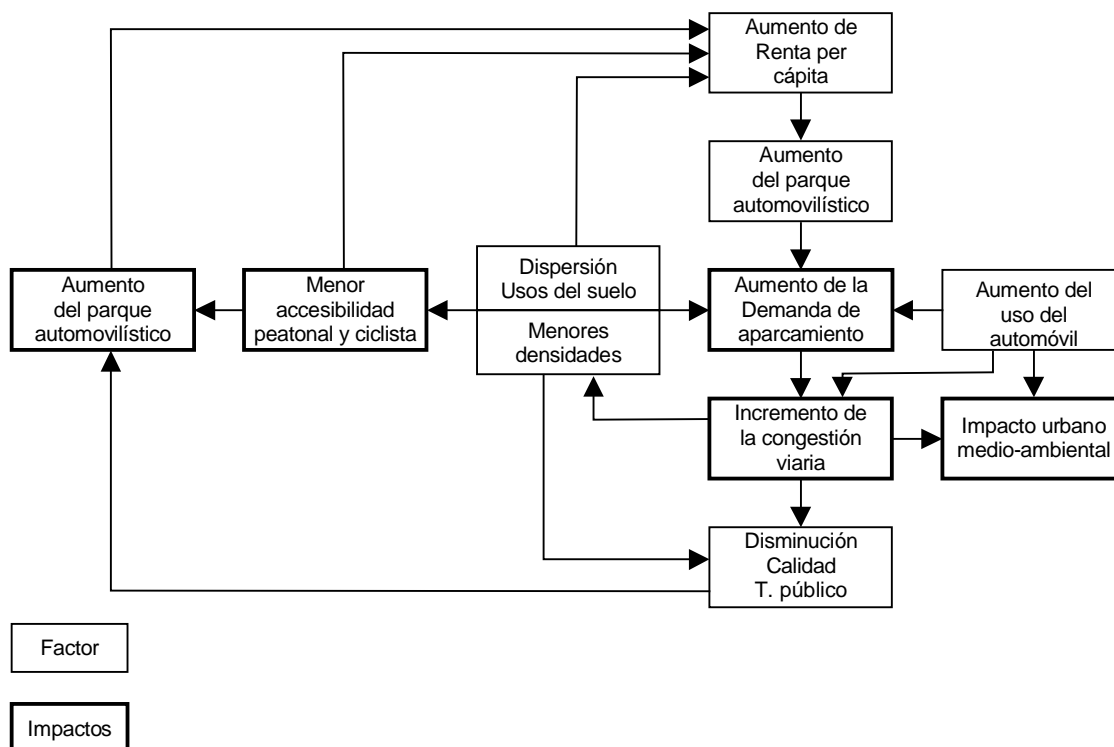 Aumento de
Renta per
cápita
Aumento
del parque
automovilístico
Aumento
del parque
automovilístico
Menor
accesibilidad
peatonal y ciclista
Dispersión
Usos del suelo
Menores
densidades
Aumento de la
Demanda de
aparcamiento
Aumento del
uso del
automóvil
Incremento de
la congestión
viaria
Impacto urbano
medio-ambiental
Disminución
Calidad
T. público
Factor
Impactos